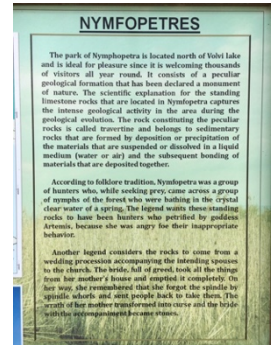 NYMFOPETRES
The park of Nymphopetra is located north of Volvi lake
and is ideal for pleasure since it is welcoming thousands
of visitors all year round. It consists of a peculiar
geological formation that has been declared a monument
of nature. The scientific explanation for the standing
limestone rocks that are located in Nymfopetra captures
the intense geological activity in the area during the
geological evolution. The rock constituting the peculiar
rocks is called travertine and belongs to sedimentary
rocks that are formed by deposition or precipitation of
the materials that are suspended or dissolved in a liquid
medium (water or air) and the subsequent bonding of
materials that are deposited together.
According to folklore tradition, Nymfopetra was a group
of hunters who, while seeking prey, came across a group
of nymphs of the forest who were bathing in the crystal
clear water of a spring. The legend wants these standing
rocks to have been hunters who petrified by goddess
Artemis, because she was angry foe their inappropriate
behavior.
Another legend considers the rocks to come from a
wedding procession accompanying the intending spouses
to the church. The bride, full of greed, took all the things
from her mother's house and emptied it completely. On
her way, she remembered that she forgot the spindle by
spindle whorls and sent people back to take them. The
wrath of her mother transformed into curse and the bride
with the accompaniment became stones.